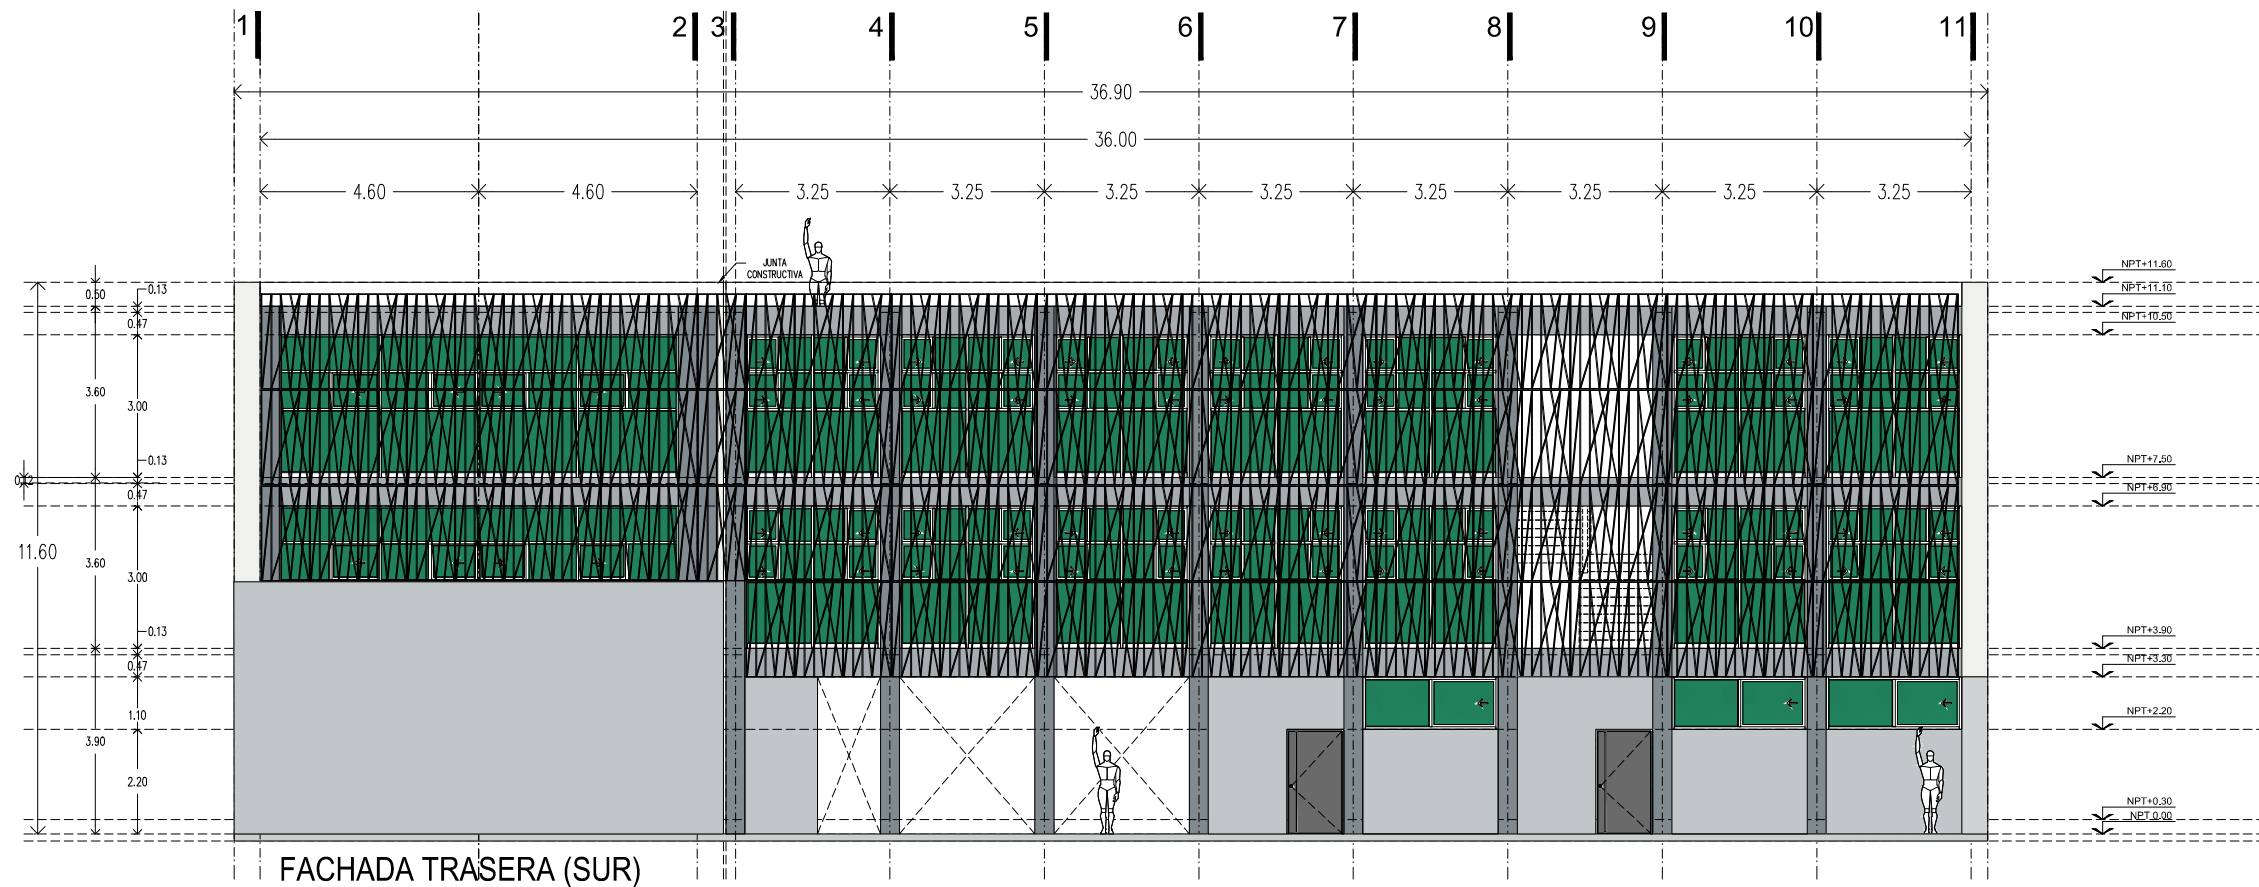 1 2 3 4 5 6 7 8 9 10 11
36.90
36.00
4.60 4.60 3.25 3.25 3.25 3.25 3.25 3.25 3.25 3.25
JUNTA
CONSTRUCTIVA
NPT+11.60
0.50 0.13 NPT+11.10
0.47 NPT+10.50
3.60
3.00
0.13 NPT+7.50
0.12
0.47 NPT+6.90
11.60
3.60
3.00
0.13 NPT+3.90
0.47 NPT+3.30
1.10 NPT+2.20
3.90
2.20
NPT+0.30
NPT 0.00
FACHADA TRASERA (SUR)